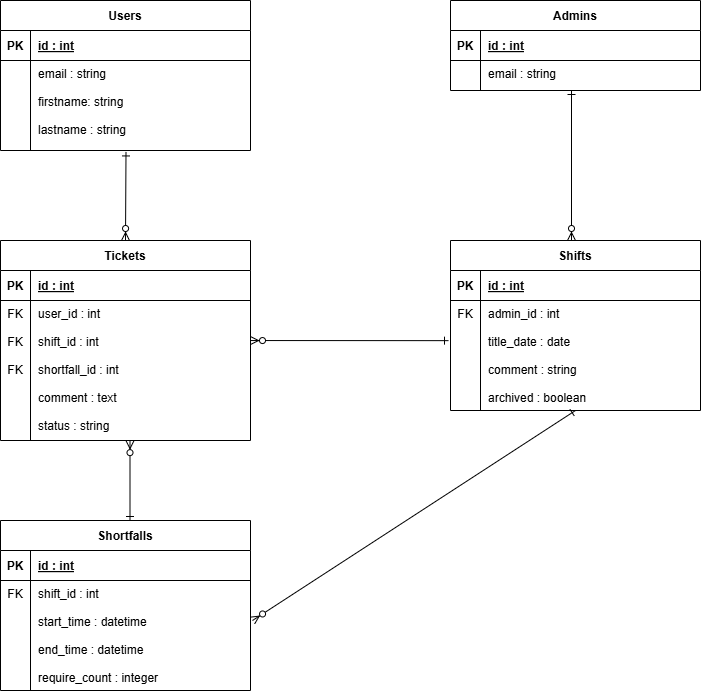 Users
PK id : int
email : string
firstname: string
lastname : string
Admins
PK id : int
email : string
Tickets
PK id : int
FK user_id : int
FK shift_id : int
FK shortfall_id : int
comment : text
status : string
Shifts
PK id : int
FK admin_id : int
title_date : date
comment : string
archived : boolean
Shortfalls
PK id : int
FK shift_id : int
start_time : datetime
end_time : datetime
require_count : integer